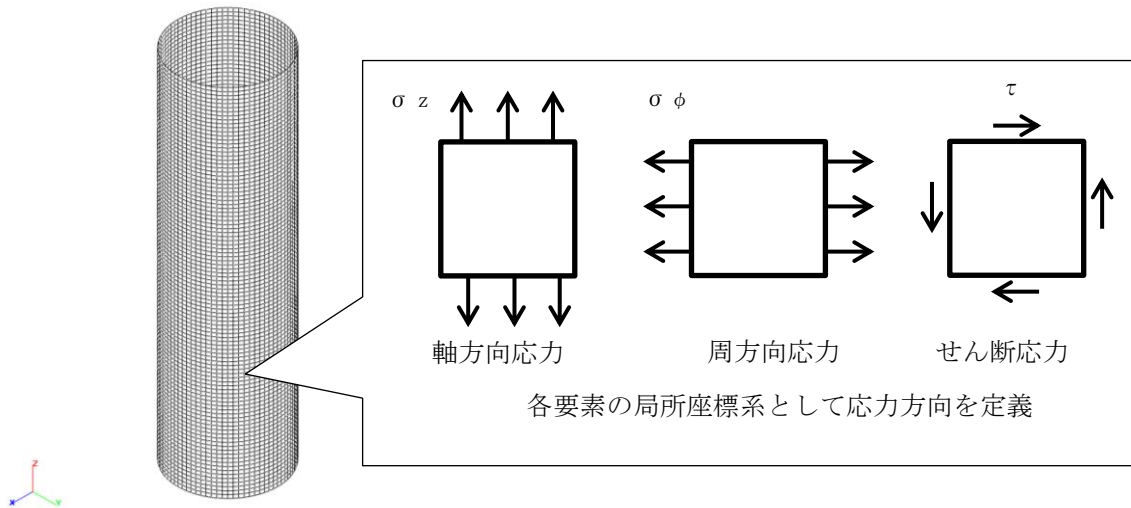 σ z
σ φ
τ
軸方向応力
周方向応力
せん断応力
各要素の局所座標系として応力方向を定義
Z
X
Y